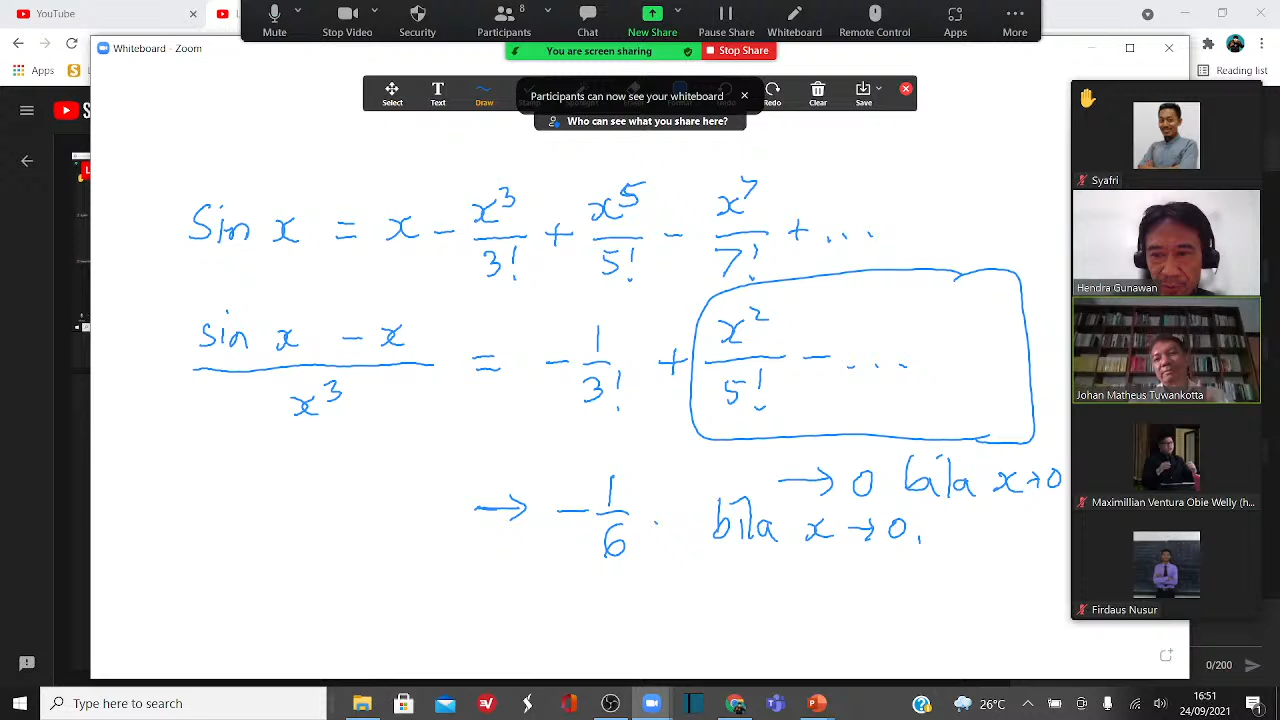 YouTube
L
8
Mute
Stop Video
Security
Participants
Chat
New Share
Pause Share
Whiteboard
Remote Control
Apps
More
Whiteboard - Zoom
You are screen sharing
Stop Share
Apps
Reading list
Select
Text
Draw
Redo
Clear
Save
Participants can now see your whiteboard
Who can see what you share here?
Sin x = x - x³/3! + x⁵/5! - x⁷/7! + ...
(sin x - x)/x³ = - 1/3! + x²/5! - ...
→ 0 bila x→0
→ - 1/6 . bila x → 0.
Syafri
Hendra Gunawan
Johan Matheus Tuwankotta
Maximillian Ventura Obie Welly (h...
Firdaus Nusur
0/200
Type here to search
26°C
16:51
24/09/2021